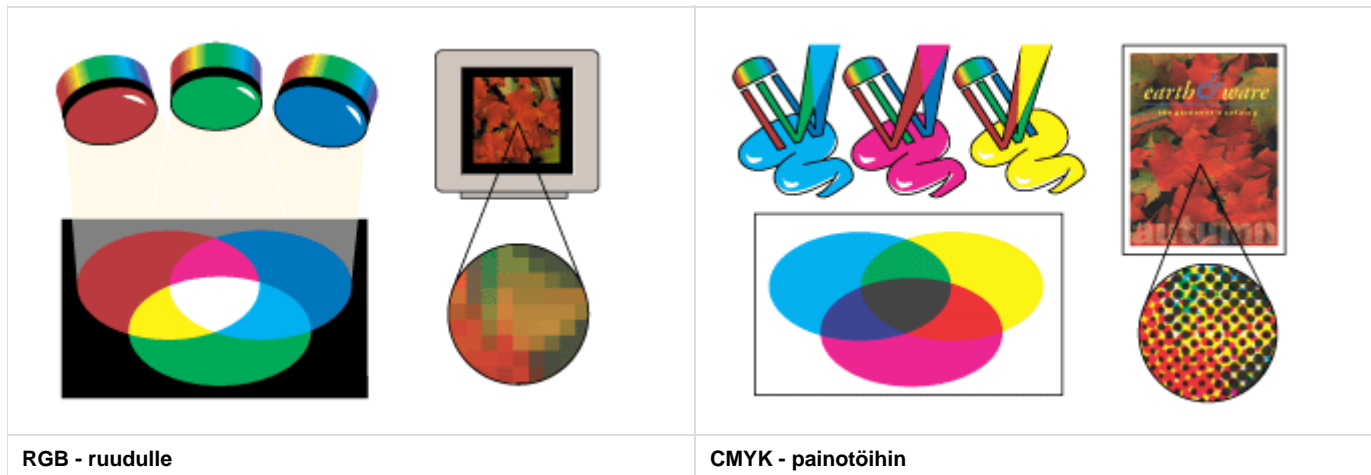 earth & ware
the gardener's catalog
autumn
RGB - ruudulle
CMYK - painotöihin